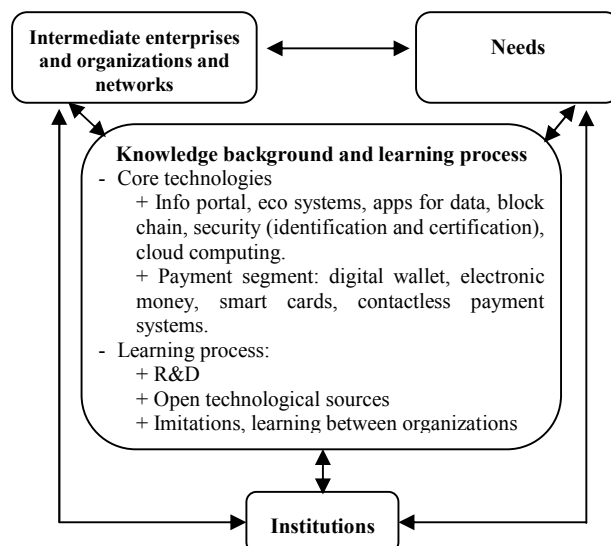 Intermediate enterprises
and organizations and
networks
Needs
Knowledge background and learning process
- Core technologies
+ Info portal, eco systems, apps for data, block
chain, security (identification and certification),
cloud computing.
+ Payment segment: digital wallet, electronic
money, smart cards, contactless payment
systems.
- Learning process:
+ R&D
+ Open technological sources
+ Imitations, learning between organizations
Institutions